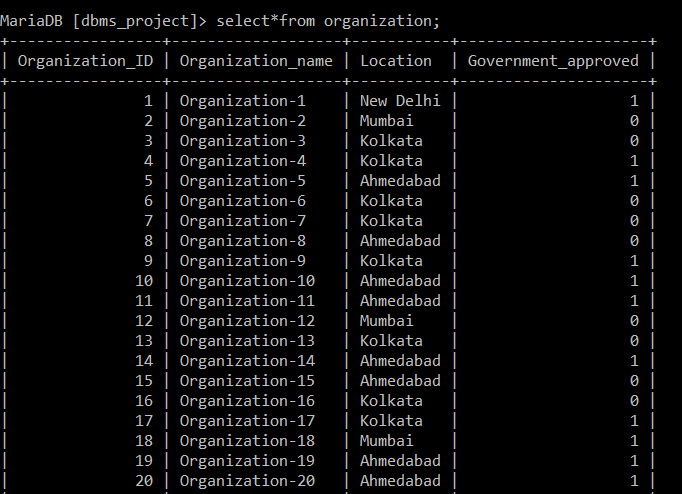 MariaDB [dbms_project]> select*from organization;
+-----------------+-------------------+-----------+---------------------+
| Organization_ID | Organization_name | Location  | Government_approved |
+-----------------+-------------------+-----------+---------------------+
|               1 | Organization-1    | New Delhi |                   1 |
|               2 | Organization-2    | Mumbai    |                   0 |
|               3 | Organization-3    | Kolkata   |                   0 |
|               4 | Organization-4    | Kolkata   |                   1 |
|               5 | Organization-5    | Ahmedabad |                   1 |
|               6 | Organization-6    | Kolkata   |                   0 |
|               7 | Organization-7    | Kolkata   |                   0 |
|               8 | Organization-8    | Ahmedabad |                   0 |
|               9 | Organization-9    | Kolkata   |                   1 |
|              10 | Organization-10   | Ahmedabad |                   1 |
|              11 | Organization-11   | Ahmedabad |                   1 |
|              12 | Organization-12   | Mumbai    |                   0 |
|              13 | Organization-13   | Kolkata   |                   0 |
|              14 | Organization-14   | Ahmedabad |                   1 |
|              15 | Organization-15   | Ahmedabad |                   0 |
|              16 | Organization-16   | Kolkata   |                   0 |
|              17 | Organization-17   | Kolkata   |                   1 |
|              18 | Organization-18   | Mumbai    |                   1 |
|              19 | Organization-19   | Ahmedabad |                   1 |
|              20 | Organization-20   | Ahmedabad |                   1 |